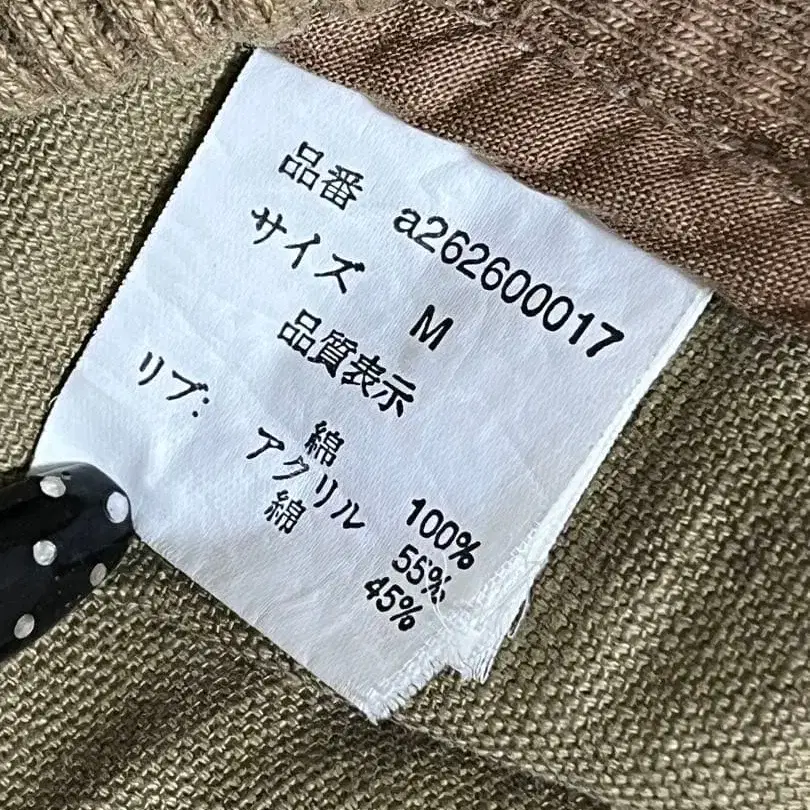 品番 a262600017
サイズ M
品質表示
綿 100%
リブ: アクリル 55%
綿 45%